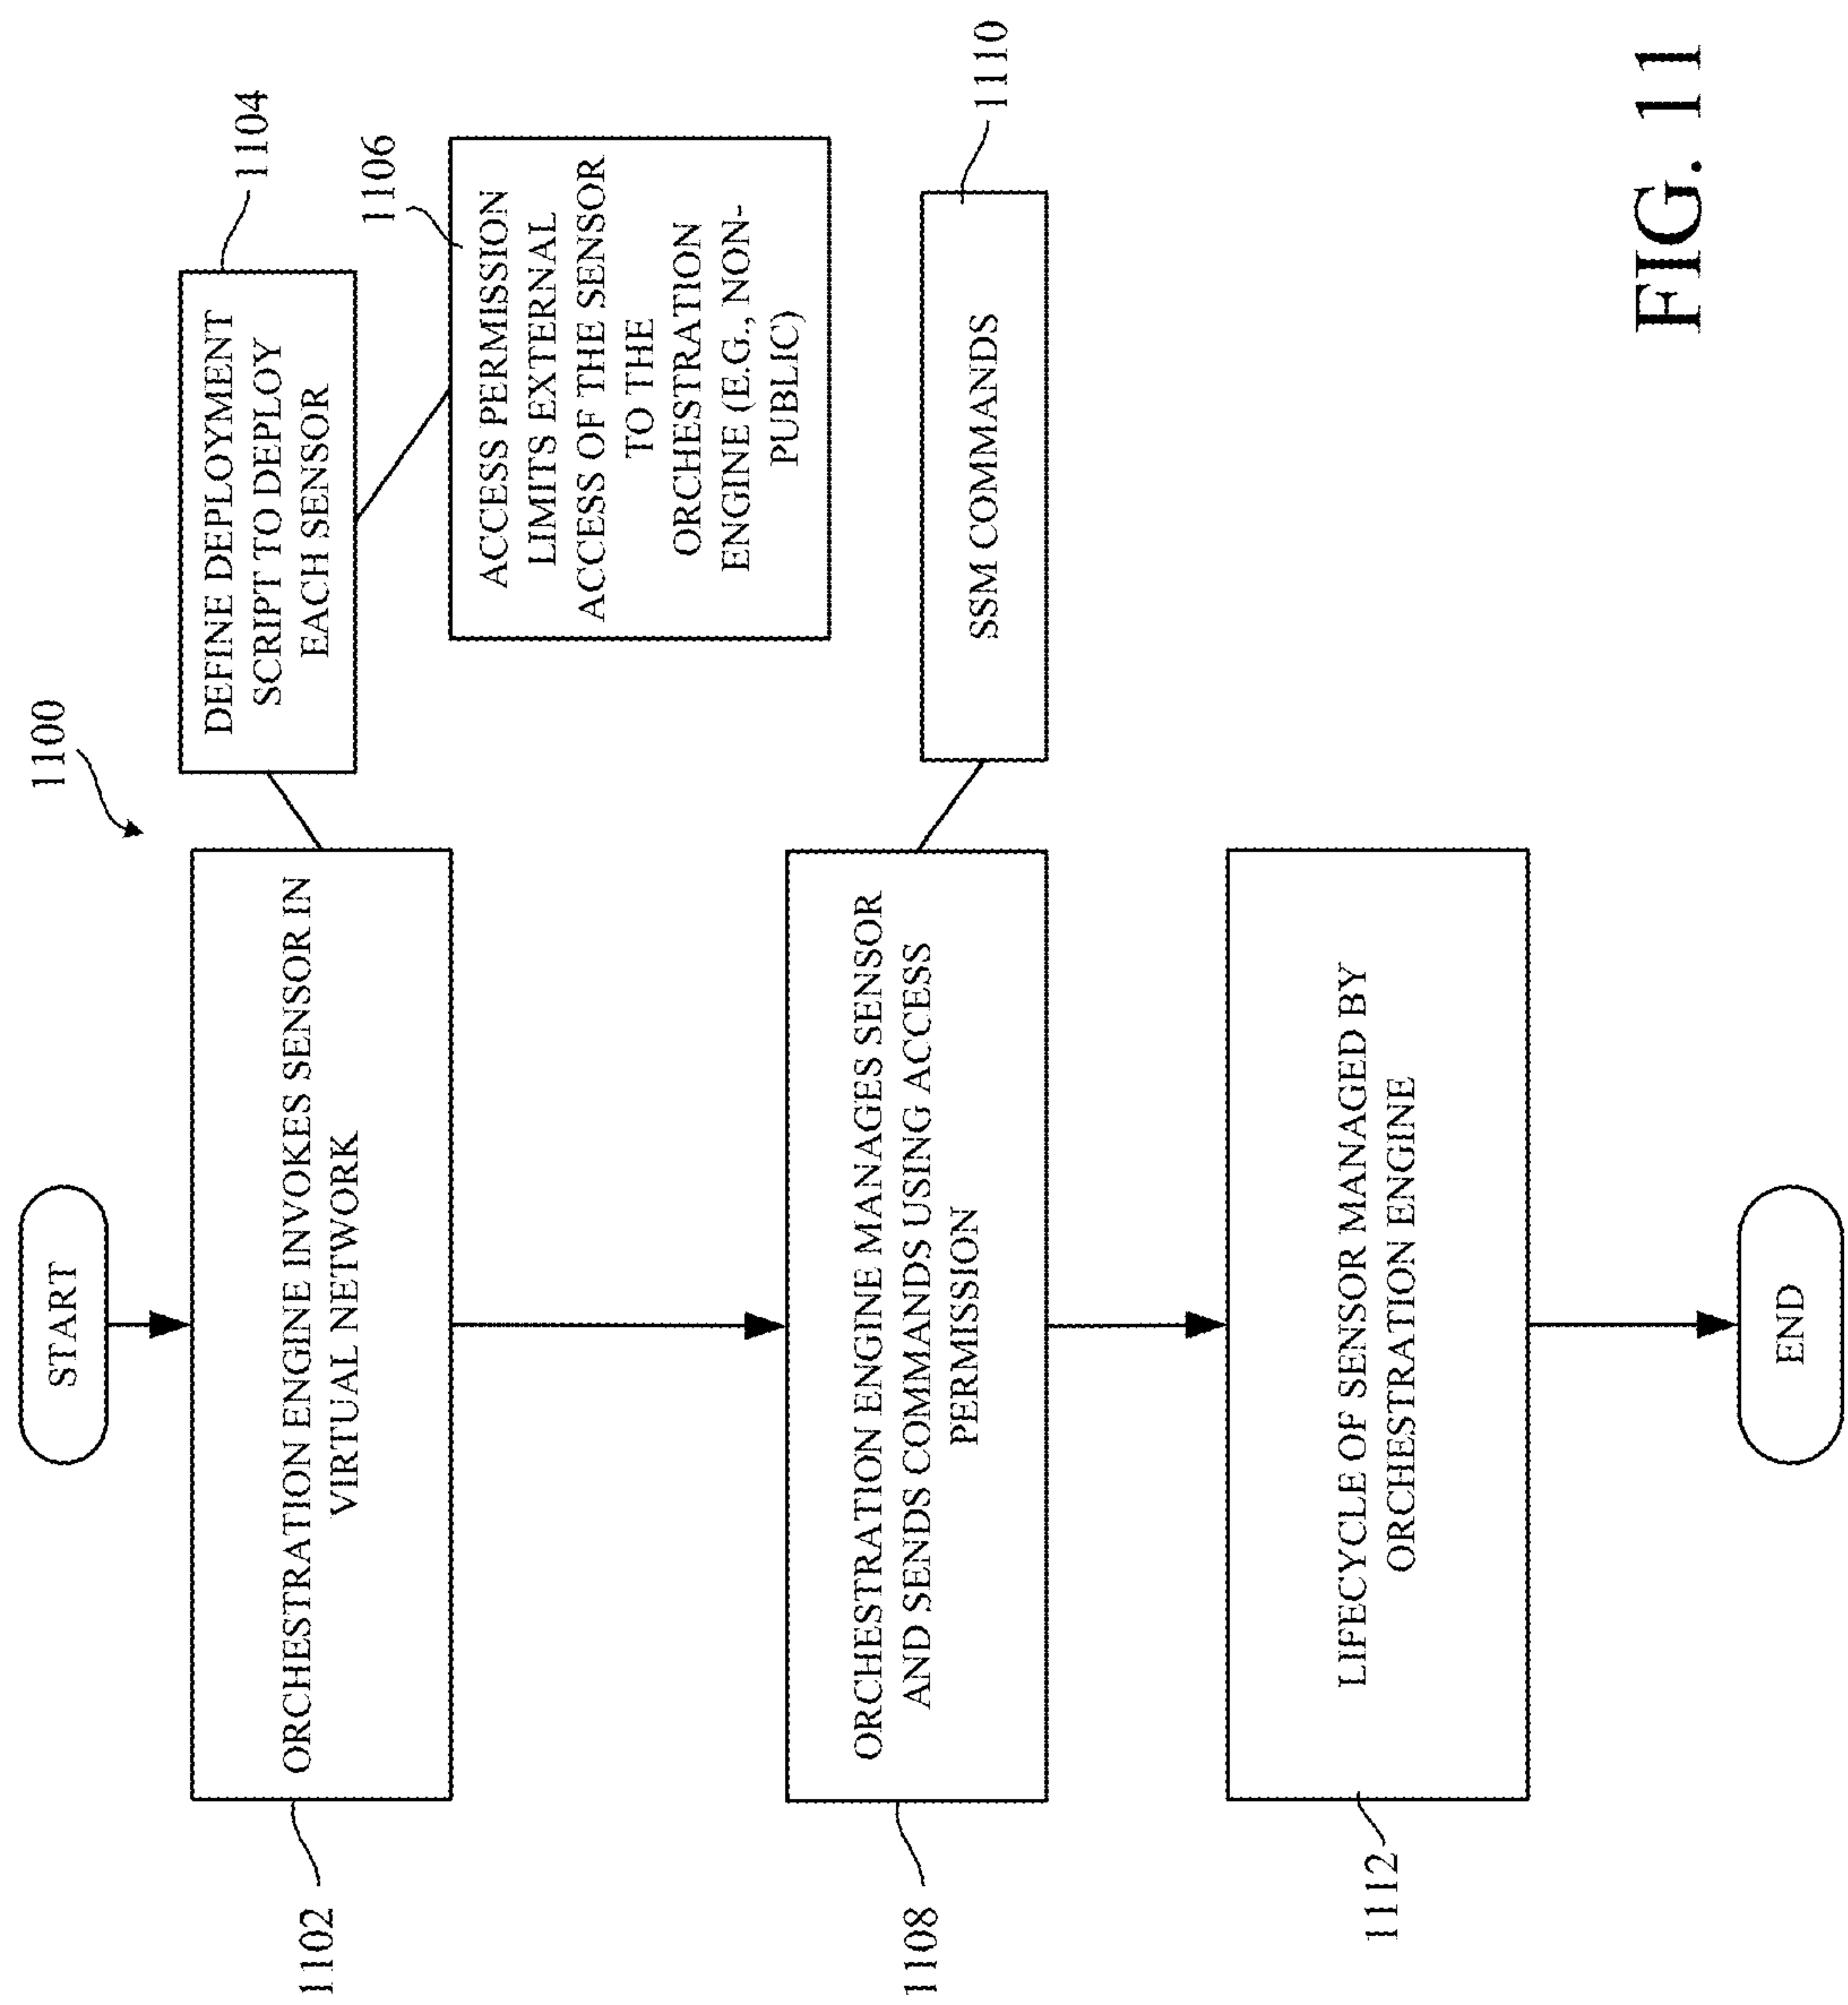 1100
START
ORCHESTRATION ENGINE INVOKES SENSOR IN
VIRTUAL NETWORK
1102
DEFINE DEPLOYMENT
SCRIPT TO DEPLOY
EACH SENSOR
1104
ACCESS PERMISSION
LIMITS EXTERNAL
ACCESS OF THE SENSOR
TO THE
ORCHESTRATION
ENGINE (E.G., NON-
PUBLIC)
1106
ORCHESTRATION ENGINE MANAGES SENSOR
AND SENDS COMMANDS USING ACCESS
PERMISSION
1108
SSM COMMANDS
1110
LIFECYCLE OF SENSOR MANAGED BY
ORCHESTRATION ENGINE
1112
END
FIG. 11